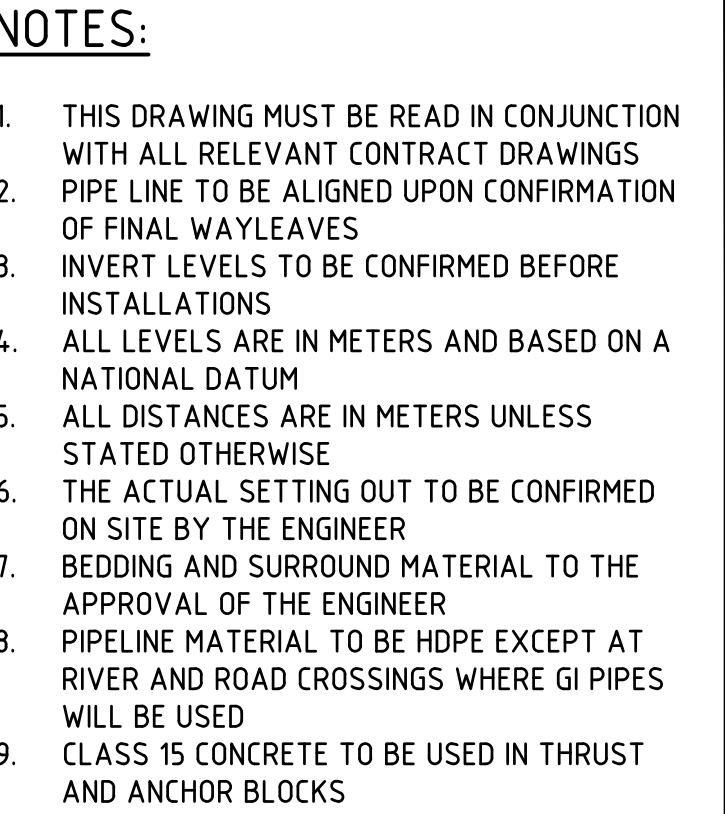 NOTES:
1. THIS DRAWING MUST BE READ IN CONJUNCTION
WITH ALL RELEVANT CONTRACT DRAWINGS
2. PIPE LINE TO BE ALIGNED UPON CONFIRMATION
OF FINAL WAYLEAVES
3. INVERT LEVELS TO BE CONFIRMED BEFORE
INSTALLATIONS
4. ALL LEVELS ARE IN METERS AND BASED ON A
NATIONAL DATUM
5. ALL DISTANCES ARE IN METERS UNLESS
STATED OTHERWISE
6. THE ACTUAL SETTING OUT TO BE CONFIRMED
ON SITE BY THE ENGINEER
7. BEDDING AND SURROUND MATERIAL TO THE
APPROVAL OF THE ENGINEER
8. PIPELINE MATERIAL TO BE HDPE EXCEPT AT
RIVER AND ROAD CROSSINGS WHERE GI PIPES
WILL BE USED
9. CLASS 15 CONCRETE TO BE USED IN THRUST
AND ANCHOR BLOCKS